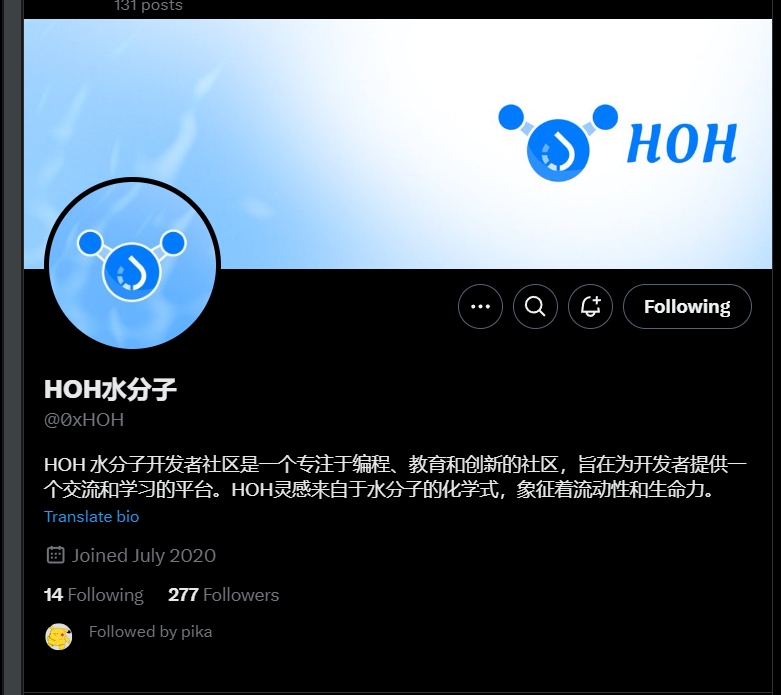 131 posts
HOH
Following
HOH水分子
@0xHOH
HOH 水分子开发者社区是一个专注于编程、教育和创新的社区，旨在为开发者提供一
个交流和学习的平台。HOH灵感来自于水分子的化学式，象征着流动性和生命力。
Translate bio
Joined July 2020
14 Following 277 Followers
Followed by pika